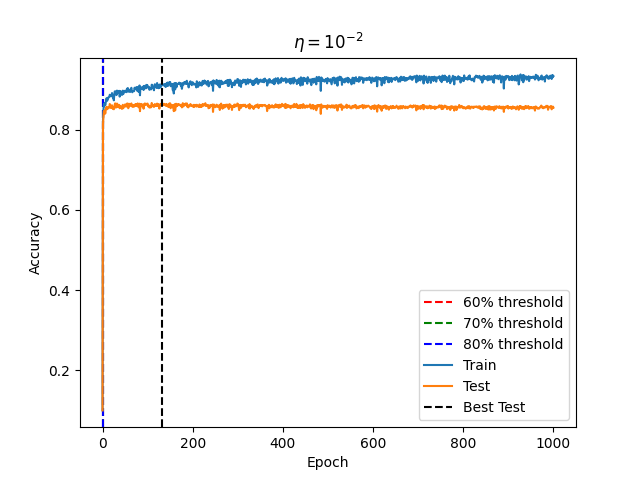 η = 10⁻²
Accuracy
0.8
0.6
0.4
0.2
0 200 400 600 800 1000
Epoch
60% threshold
70% threshold
80% threshold
Train
Test
Best Test